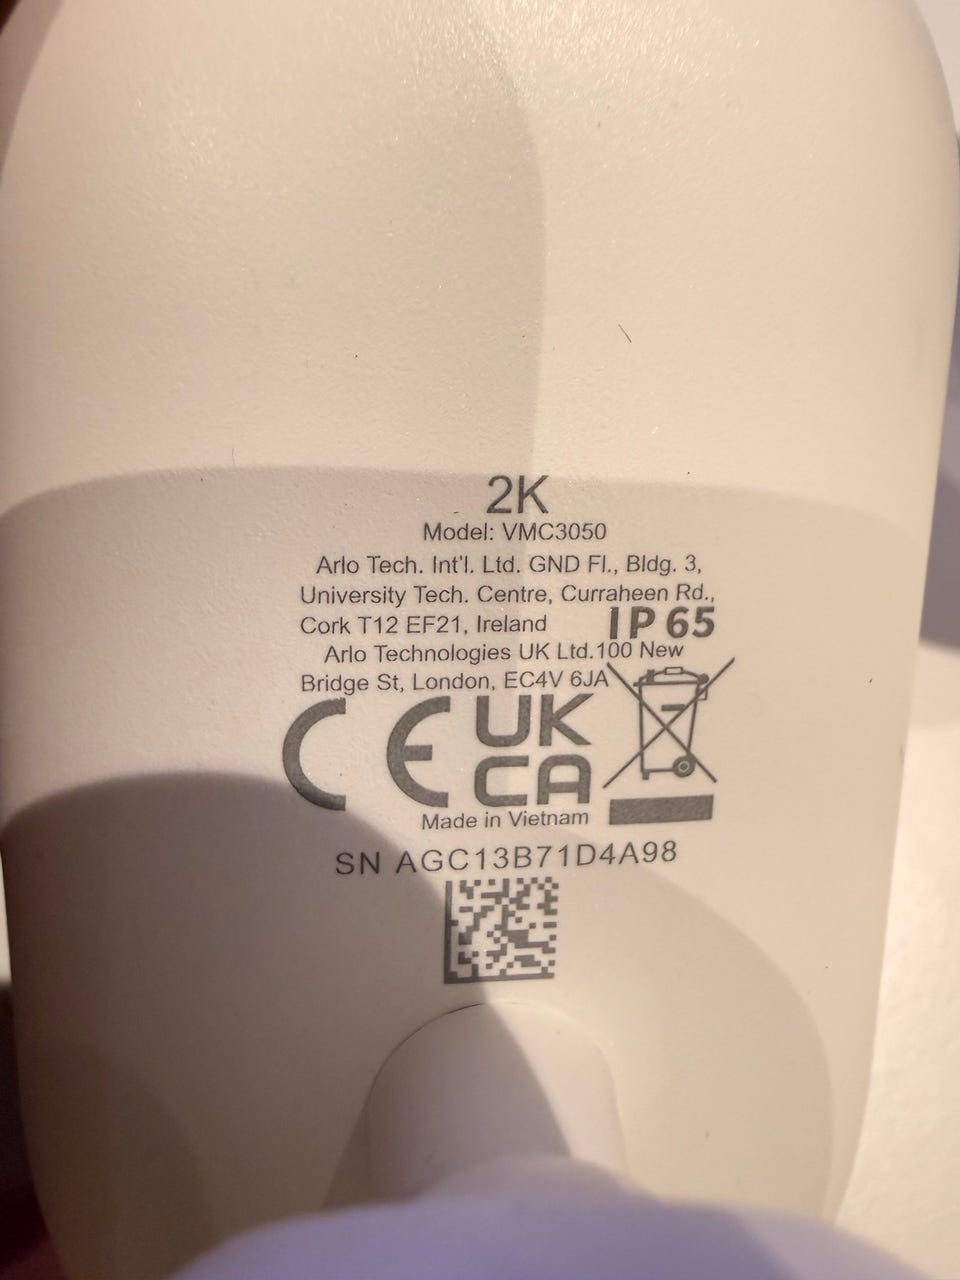 2K
Model: VMC3050
Arlo Tech. Int'l. Ltd. GND Fl., Bldg. 3,
University Tech. Centre, Curraheen Rd.,
Cork T12 EF21, Ireland
IP 65
Arlo Technologies UK Ltd.100 New
Bridge St, London, EC4V 6JA
CE
UK
CA
Made in Vietnam
SN AGC13B71D4A98